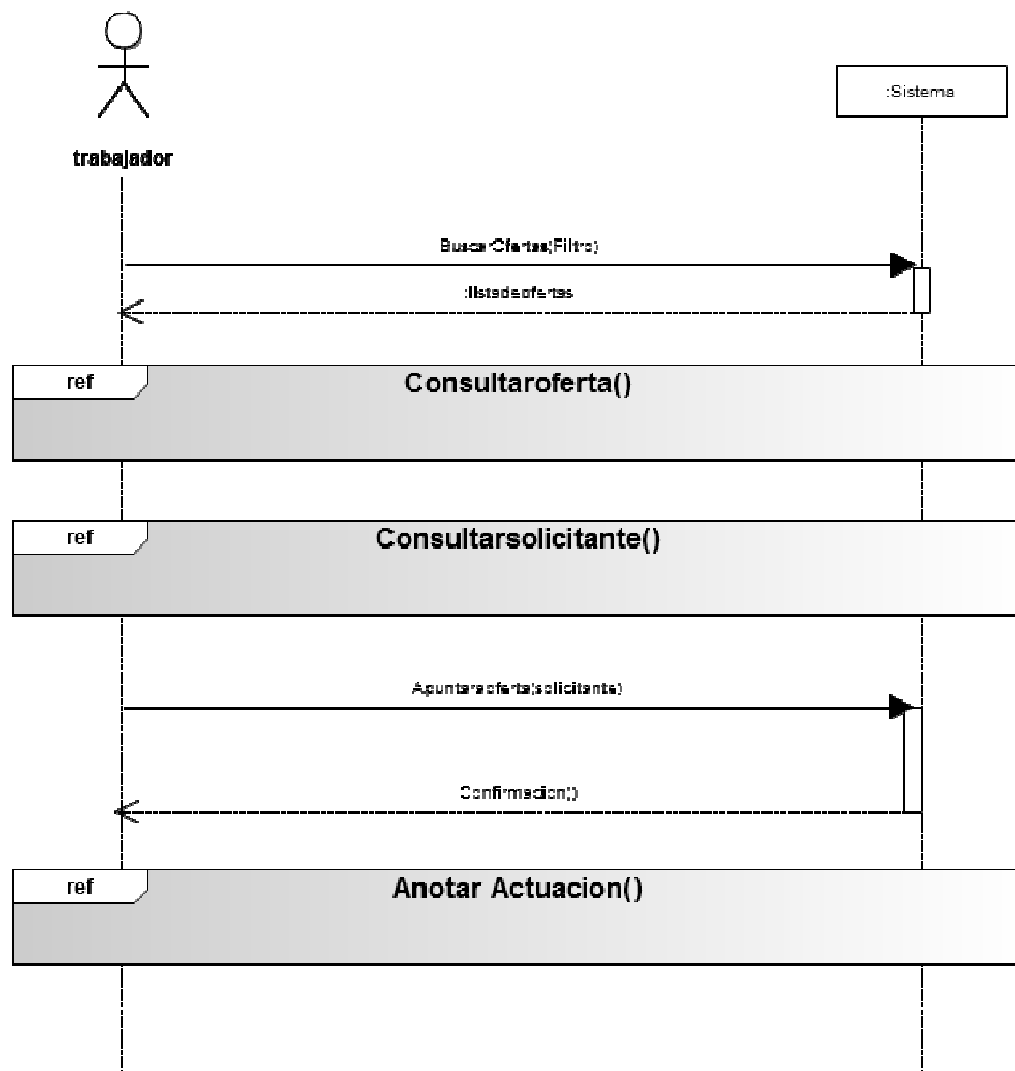 :Sistema
trabajador
BuscarOfertas(Filtro)
:listadeofertas
ref
Consultaroferta()
ref
Consultarsolicitante()
Apuntaraoferta(solicitante)
Confirmacion()
ref
Anotar Actuacion()